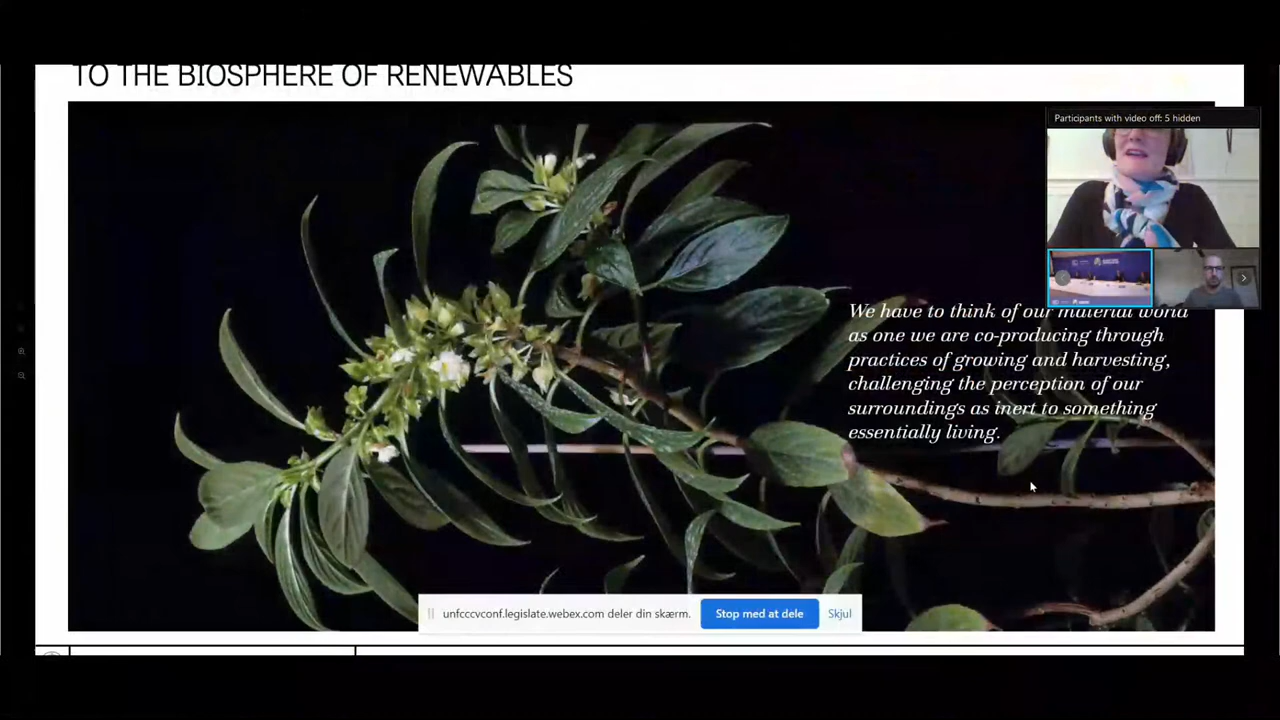 TO THE BIOSPHERE OF RENEWABLES
Participants with video off: 5 hidden
We have to think of our material world
as one we are co-producing through
practices of growing and harvesting,
challenging the perception of our
surroundings as inert to something
essentially living.
unfcccvconf.legislate.webex.com deler din skærm.
Stop med at dele
Skjul